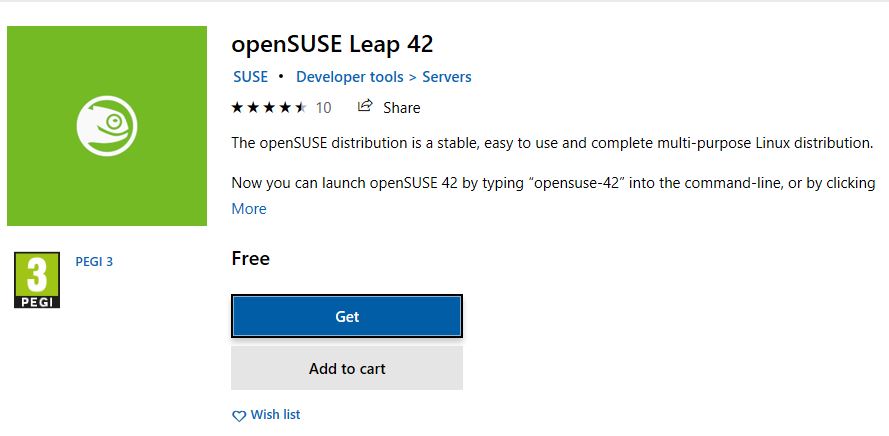 openSUSE Leap 42
SUSE • Developer tools > Servers
10 Share
The openSUSE distribution is a stable, easy to use and complete multi-purpose Linux distribution.
Now you can launch openSUSE 42 by typing “opensuse-42” into the command-line, or by clicking
More
3
PEGI
PEGI 3
Free
Get
Add to cart
Wish list